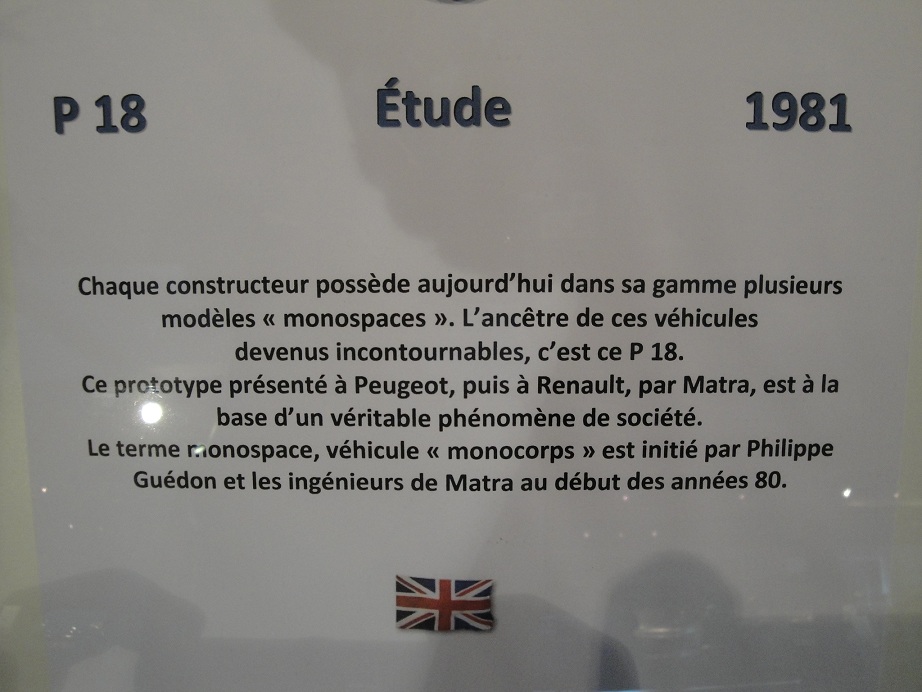 P 18 Étude 1981
Chaque constructeur possède aujourd’hui dans sa gamme plusieurs
modèles « monospaces ». L’ancêtre de ces véhicules
devenus incontournables, c’est ce P 18.
Ce prototype présenté à Peugeot, puis à Renault, par Matra, est à la
base d’un véritable phénomène de société.
Le terme monospace, véhicule « monocorps » est initié par Philippe
Guédon et les ingénieurs de Matra au début des années 80.